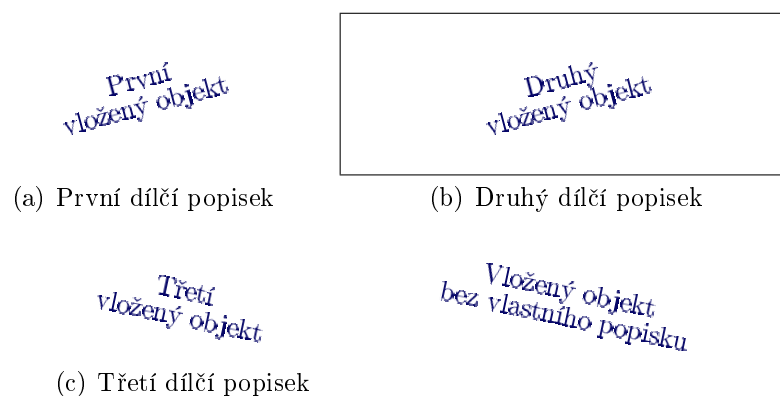 První
vložený objekt
(a) První dílčí popisek
Druhý
vložený objekt
(b) Druhý dílčí popisek
Třetí
vložený objekt
(c) Třetí dílčí popisek
Vložený objekt
bez vlastního popisku